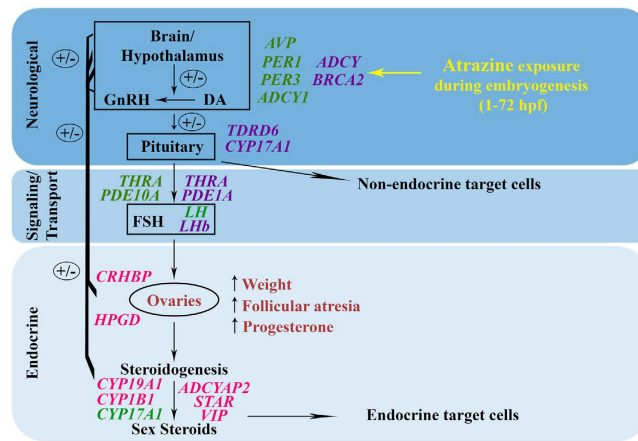 Neurological
Brain/
Hypothalamus
+/-
+/-
GnRH
DA
AVP
PER1
ADCY
PER3
BRCA2
ADCY1
Atrazine exposure
during embryogenesis
(1-72 hpf)
+/-
+/-
Pituitary
TDRD6
CYP17A1
Non-endocrine target cells
Signaling/
Transport
THRA
THRA
PDE10A
PDE1A
FSH
LH
LHb
Endocrine
+/-
CRHBP
HPGD
Ovaries
↑ Weight
↑ Follicular atresia
↑ Progesterone
Steroidogenesis
CYP19A1
ADCYAP2
CYP1B1
STAR
CYP17A1
VIP
Sex Steroids
Endocrine target cells